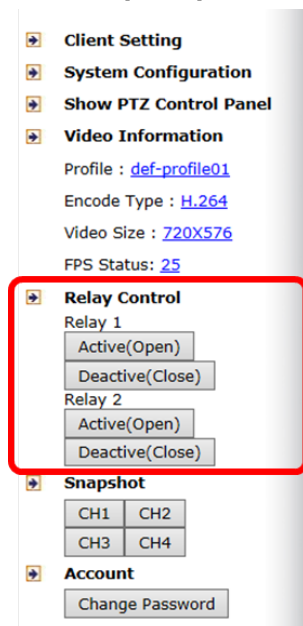 Client Setting
System Configuration
Show PTZ Control Panel
Video Information
Profile : def-profile01
Encode Type : H.264
Video Size : 720X576
FPS Status: 25
Relay Control
Relay 1
Active(Open)
Deactive(Close)
Relay 2
Active(Open)
Deactive(Close)
Snapshot
CH1 CH2
CH3 CH4
Account
Change Password